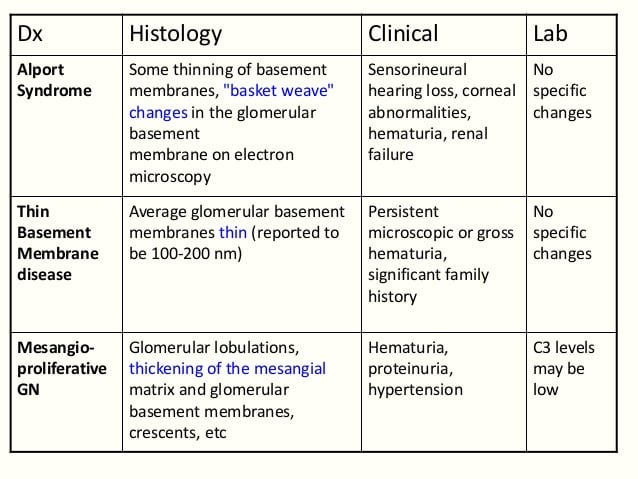 Dx Histology Clinical Lab
Alport
Syndrome
Some thinning of basement
membranes, "basket weave"
changes in the glomerular
basement
membrane on electron
microscopy
Sensorineural
hearing loss, corneal
abnormalities,
hematuria, renal
failure
No
specific
changes
Thin
Basement
Membrane
disease
Average glomerular basement
membranes thin (reported to
be 100-200 nm)
Persistent
microscopic or gross
hematuria,
significant family
history
No
specific
changes
Mesangio-
proliferative
GN
Glomerular lobulations,
thickening of the mesangial
matrix and glomerular
basement membranes,
crescents, etc
Hematuria,
proteinuria,
hypertension
C3 levels
may be
low